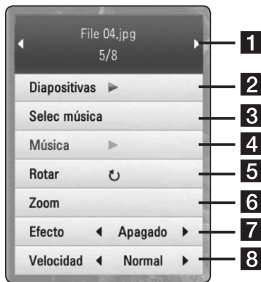 File 04.jpg
5/8
1
Diapositivas
2
Selec música
3
Música
4
Rotar
5
Zoom
6
Efecto Apagado
7
Velocidad Normal
8